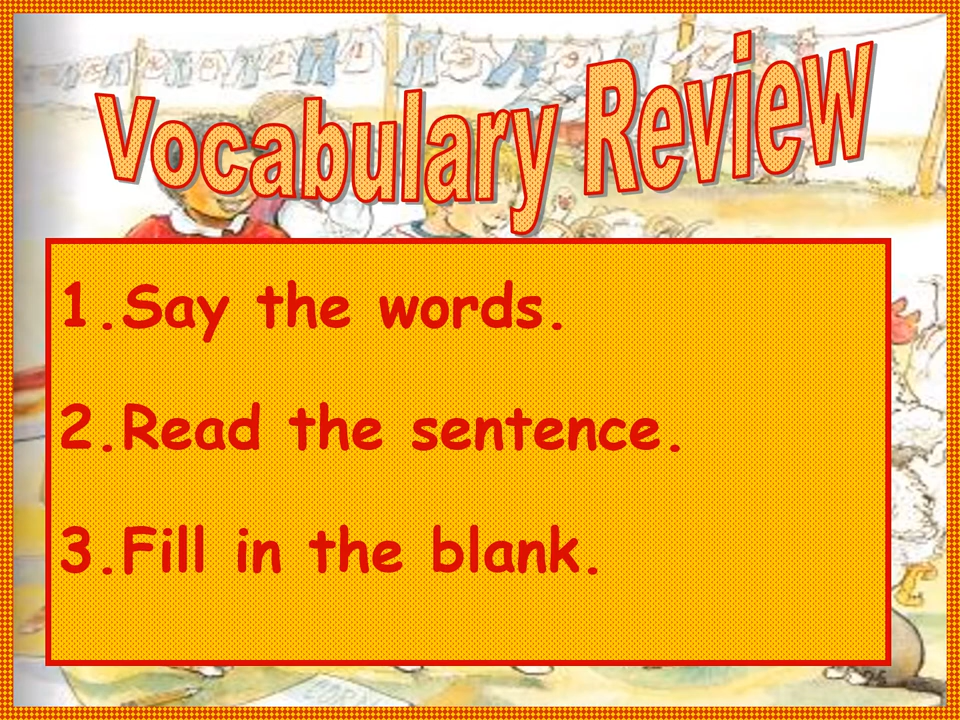 Vocabulary Review
1.Say the words.
2.Read the sentence.
3.Fill in the blank.